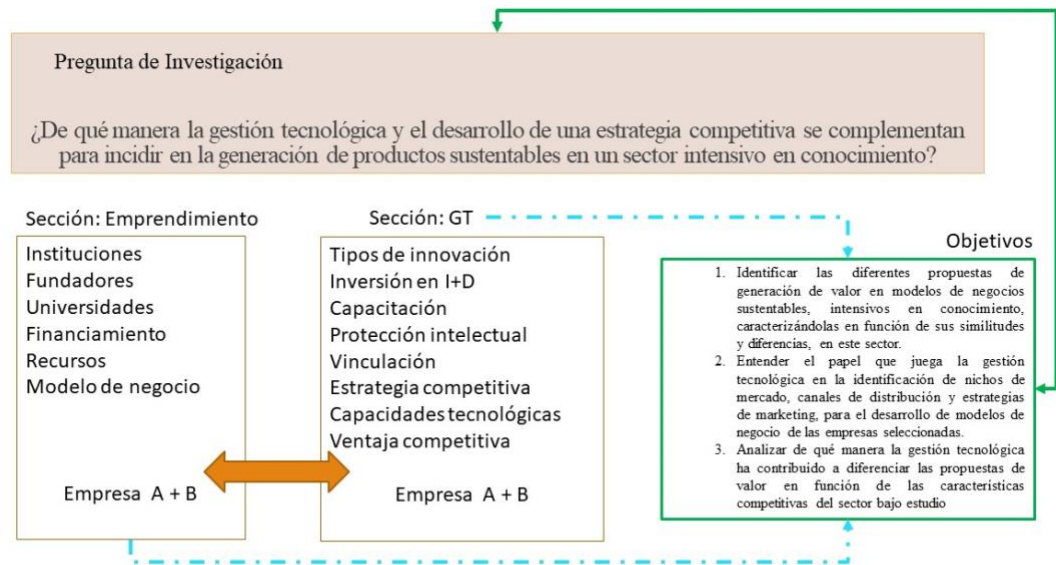 Pregunta de Investigación
¿De qué manera la gestión tecnológica y el desarrollo de una estrategia competitiva se complementan
para incidir en la generación de productos sustentables en un sector intensivo en conocimiento?
Sección: Emprendimiento
Instituciones
Fundadores
Universidades
Financiamiento
Recursos
Modelo de negocio
Empresa A + B
Sección: GT
Tipos de innovación
Inversión en I+D
Capacitación
Protección intelectual
Vinculación
Estrategia competitiva
Capacidades tecnológicas
Ventaja competitiva
Empresa A + B
Objetivos
1. Identificar las diferentes propuestas de
generación de valor en modelos de negocios
sustentables, intensivos en conocimiento,
caracterizándolas en función de sus similitudes
y diferencias, en este sector.
2. Entender el papel que juega la gestión
tecnológica en la identificación de nichos de
mercado, canales de distribución y estrategias
de marketing, para el desarrollo de modelos de
negocio de las empresas seleccionadas.
3. Analizar de qué manera la gestión tecnológica
ha contribuido a diferenciar las propuestas de
valor en función de las características
competitivas del sector bajo estudio